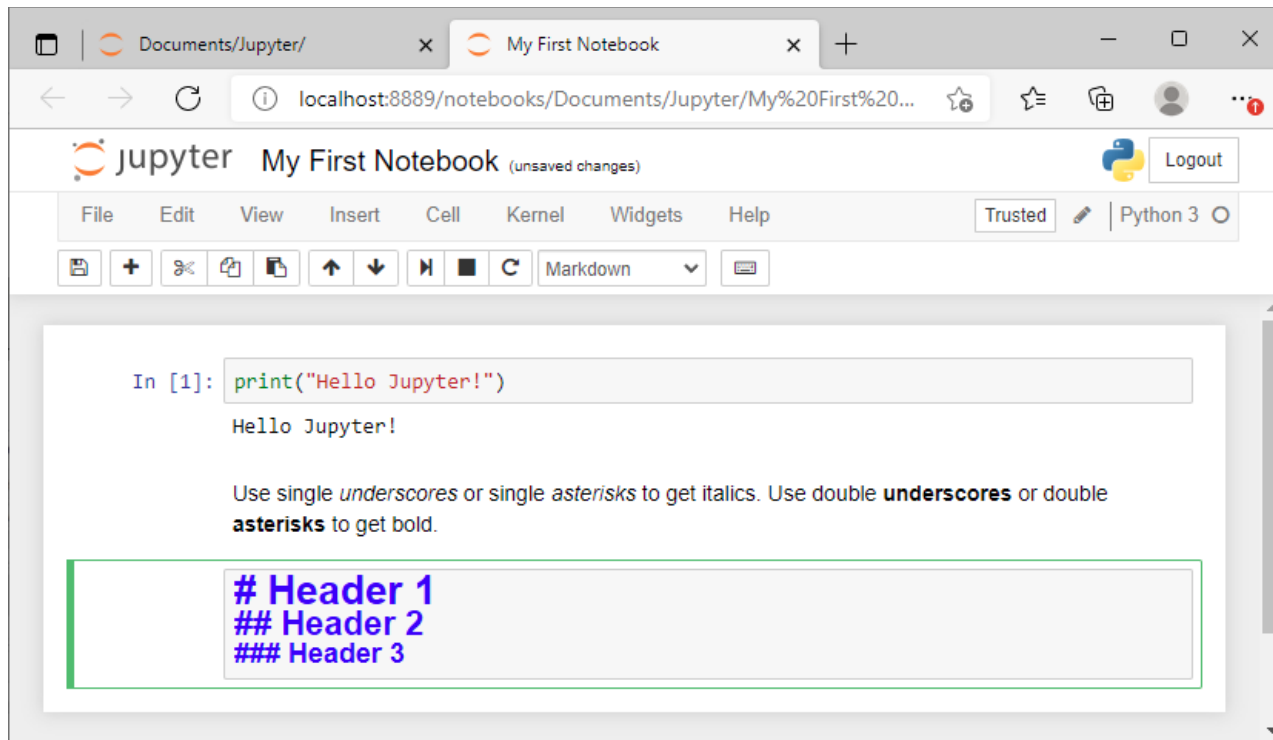 Documents/Jupyter/ My First Notebook
localhost:8889/notebooks/Documents/Jupyter/My%20First%20...
jupyter My First Notebook (unsaved changes) Logout
File Edit View Insert Cell Kernel Widgets Help Trusted Python 3
Markdown
In [1]: print("Hello Jupyter!")
Hello Jupyter!
Use single underscores or single asterisks to get italics. Use double underscores or double
asterisks to get bold.
# Header 1
## Header 2
### Header 3